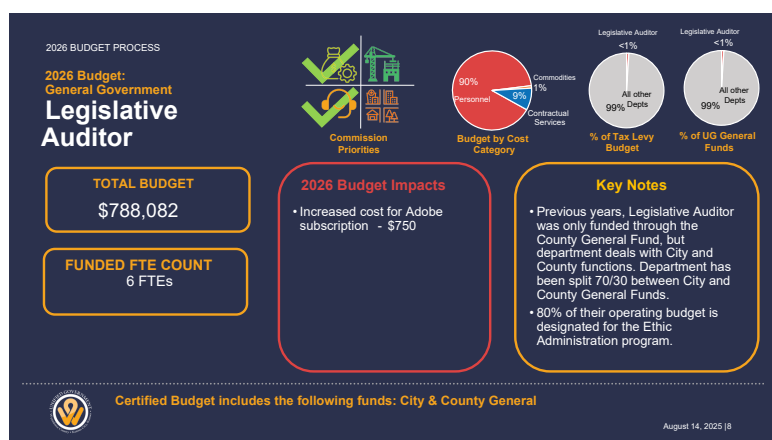 2026 BUDGET PROCESS
2026 Budget:
General Government
Legislative
Auditor
Commission
Priorities
90%
Personnel
Commodities
1%
9%
Contractual
Services
Budget by Cost
Category
Legislative Auditor
<1%
All other
Depts
99%
% of Tax Levy
Budget
Legislative Auditor
<1%
All other
Depts
99%
% of UG General
Funds
TOTAL BUDGET
$788,082
FUNDED FTE COUNT
6 FTEs
2026 Budget Impacts
• Increased cost for Adobe
subscription - $750
Key Notes
• Previous years, Legislative Auditor
was only funded through the
County General Fund, but
department deals with City and
County functions. Department has
been split 70/30 between City and
County General Funds.
• 80% of their operating budget is
designated for the Ethic
Administration program.
Certified Budget includes the following funds: City & County General
August 14, 2025 |8